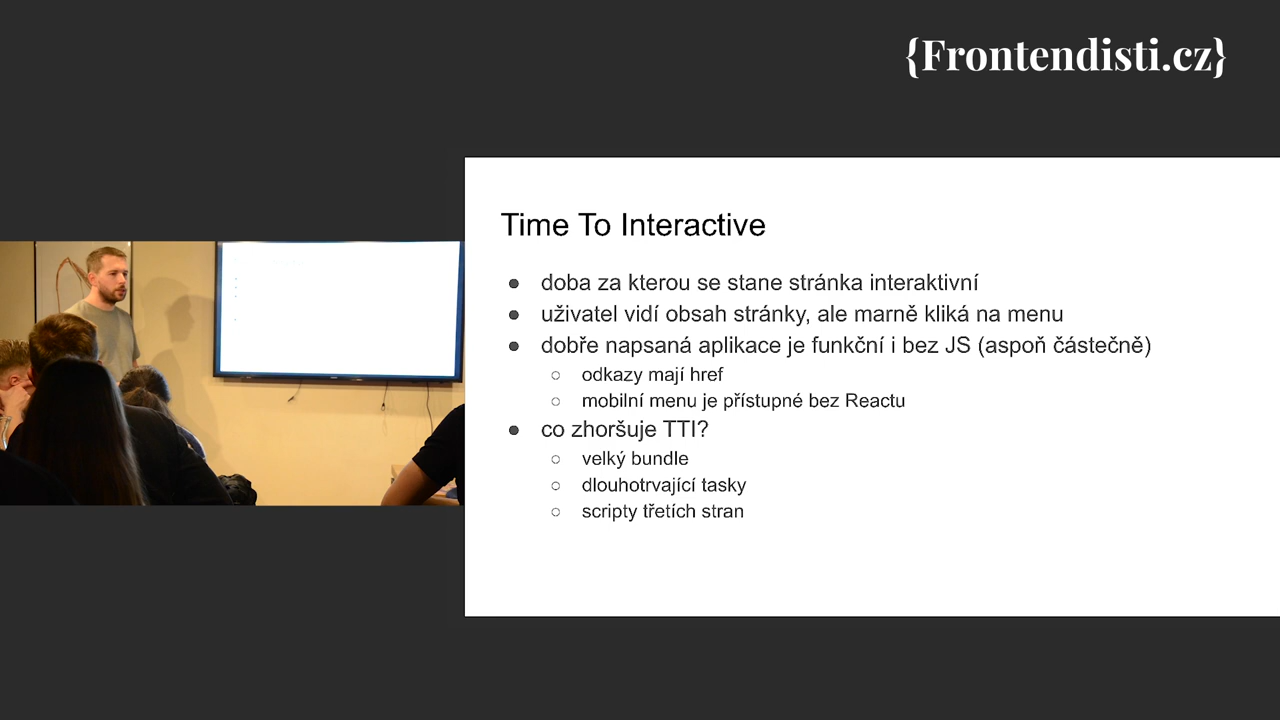 {Frontendisti.cz}
Time To Interactive
● doba za kterou se stane stránka interaktivní
● uživatel vidí obsah stránky, ale marně kliká na menu
● dobře napsaná aplikace je funkční i bez JS (aspoň částečně)
○ odkazy mají href
○ mobilní menu je přístupné bez Reactu
● co zhoršuje TTI?
○ velký bundle
○ dlouhotrvající tasky
○ scripty třetích stran